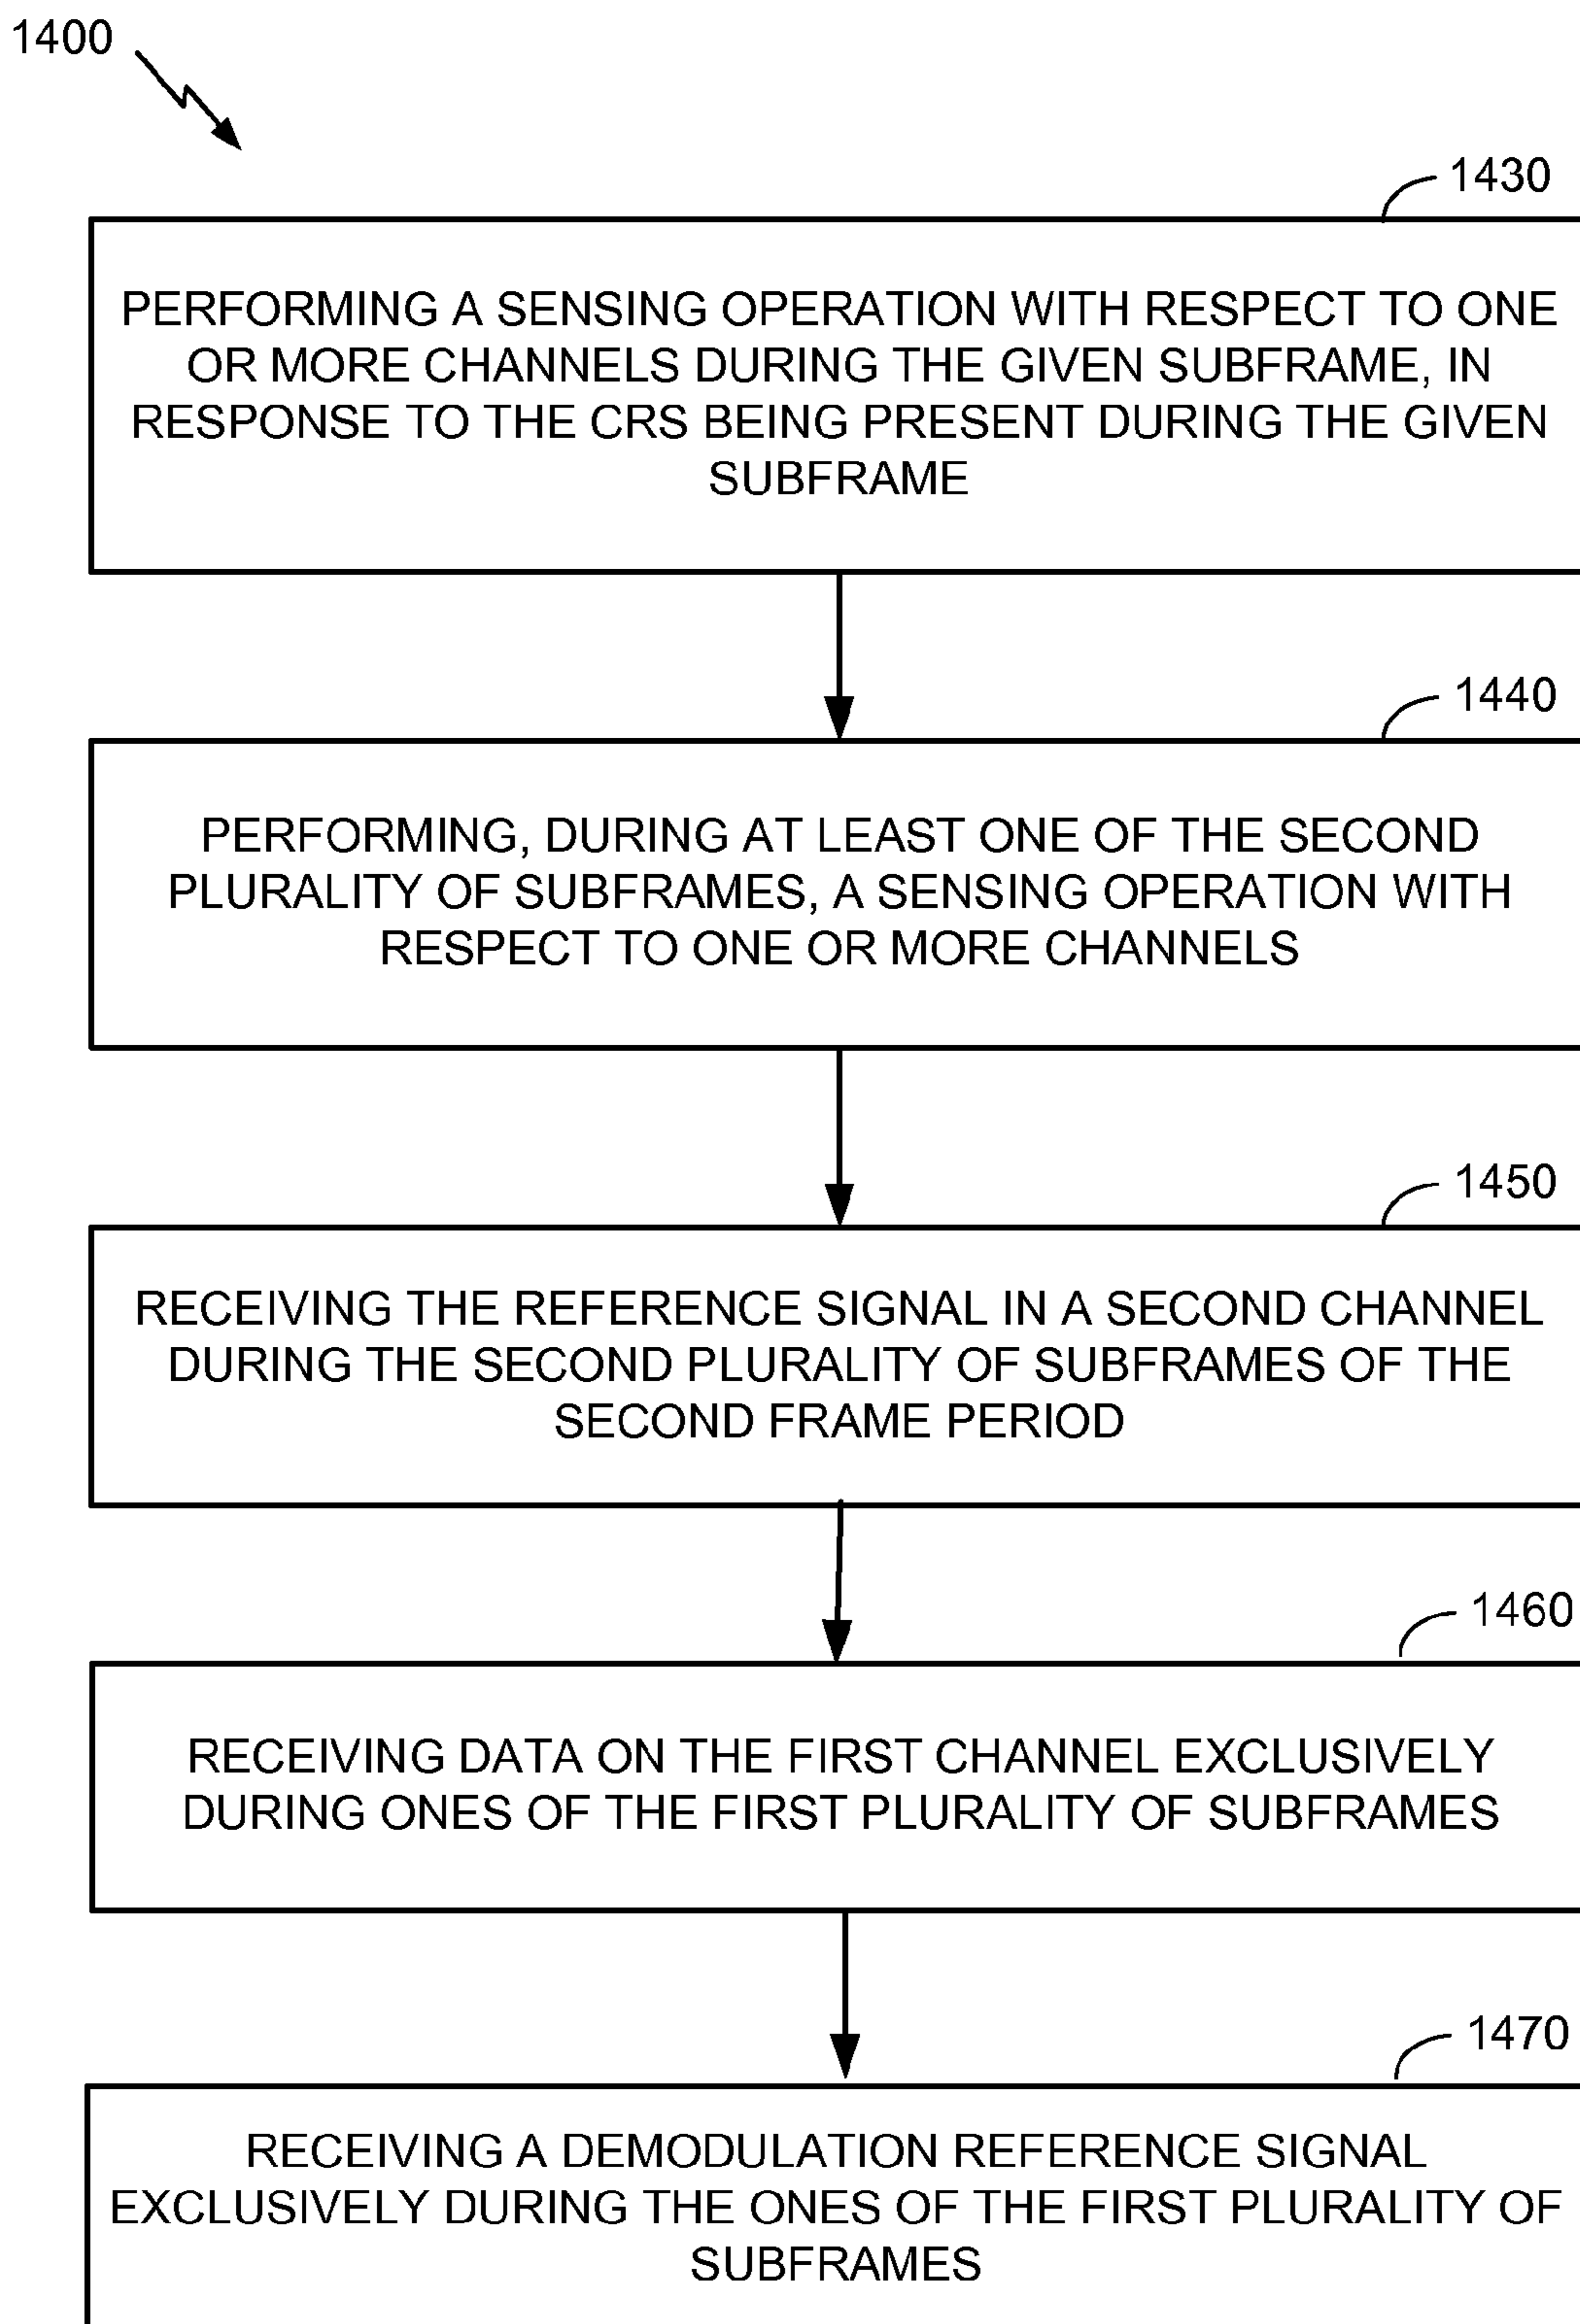 1400
1430
PERFORMING A SENSING OPERATION WITH RESPECT TO ONE
OR MORE CHANNELS DURING THE GIVEN SUBFRAME, IN
RESPONSE TO THE CRS BEING PRESENT DURING THE GIVEN
SUBFRAME
1440
PERFORMING, DURING AT LEAST ONE OF THE SECOND
PLURALITY OF SUBFRAMES, A SENSING OPERATION WITH
RESPECT TO ONE OR MORE CHANNELS
1450
RECEIVING THE REFERENCE SIGNAL IN A SECOND CHANNEL
DURING THE SECOND PLURALITY OF SUBFRAMES OF THE
SECOND FRAME PERIOD
1460
RECEIVING DATA ON THE FIRST CHANNEL EXCLUSIVELY
DURING ONES OF THE FIRST PLURALITY OF SUBFRAMES
1470
RECEIVING A DEMODULATION REFERENCE SIGNAL
EXCLUSIVELY DURING THE ONES OF THE FIRST PLURALITY OF
SUBFRAMES